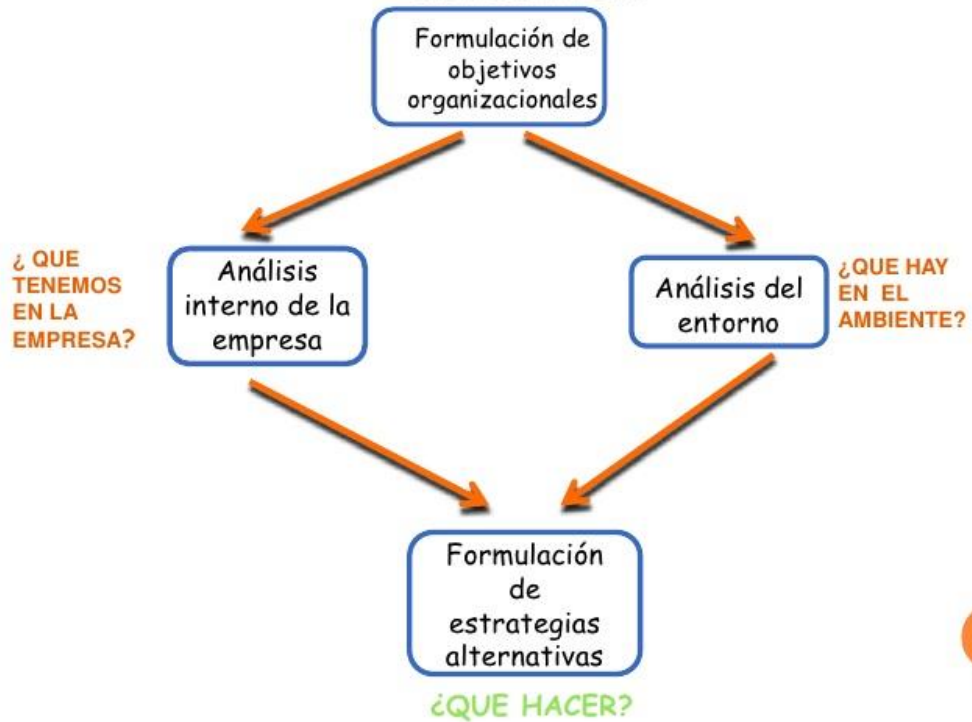 Formulación de
objetivos
organizacionales
¿ QUE
TENEMOS
EN LA
EMPRESA?
Análisis
interno de la
empresa
Análisis del
entorno
¿QUE HAY
EN EL
AMBIENTE?
Formulación
de
estrategias
alternativas
¿QUE HACER?